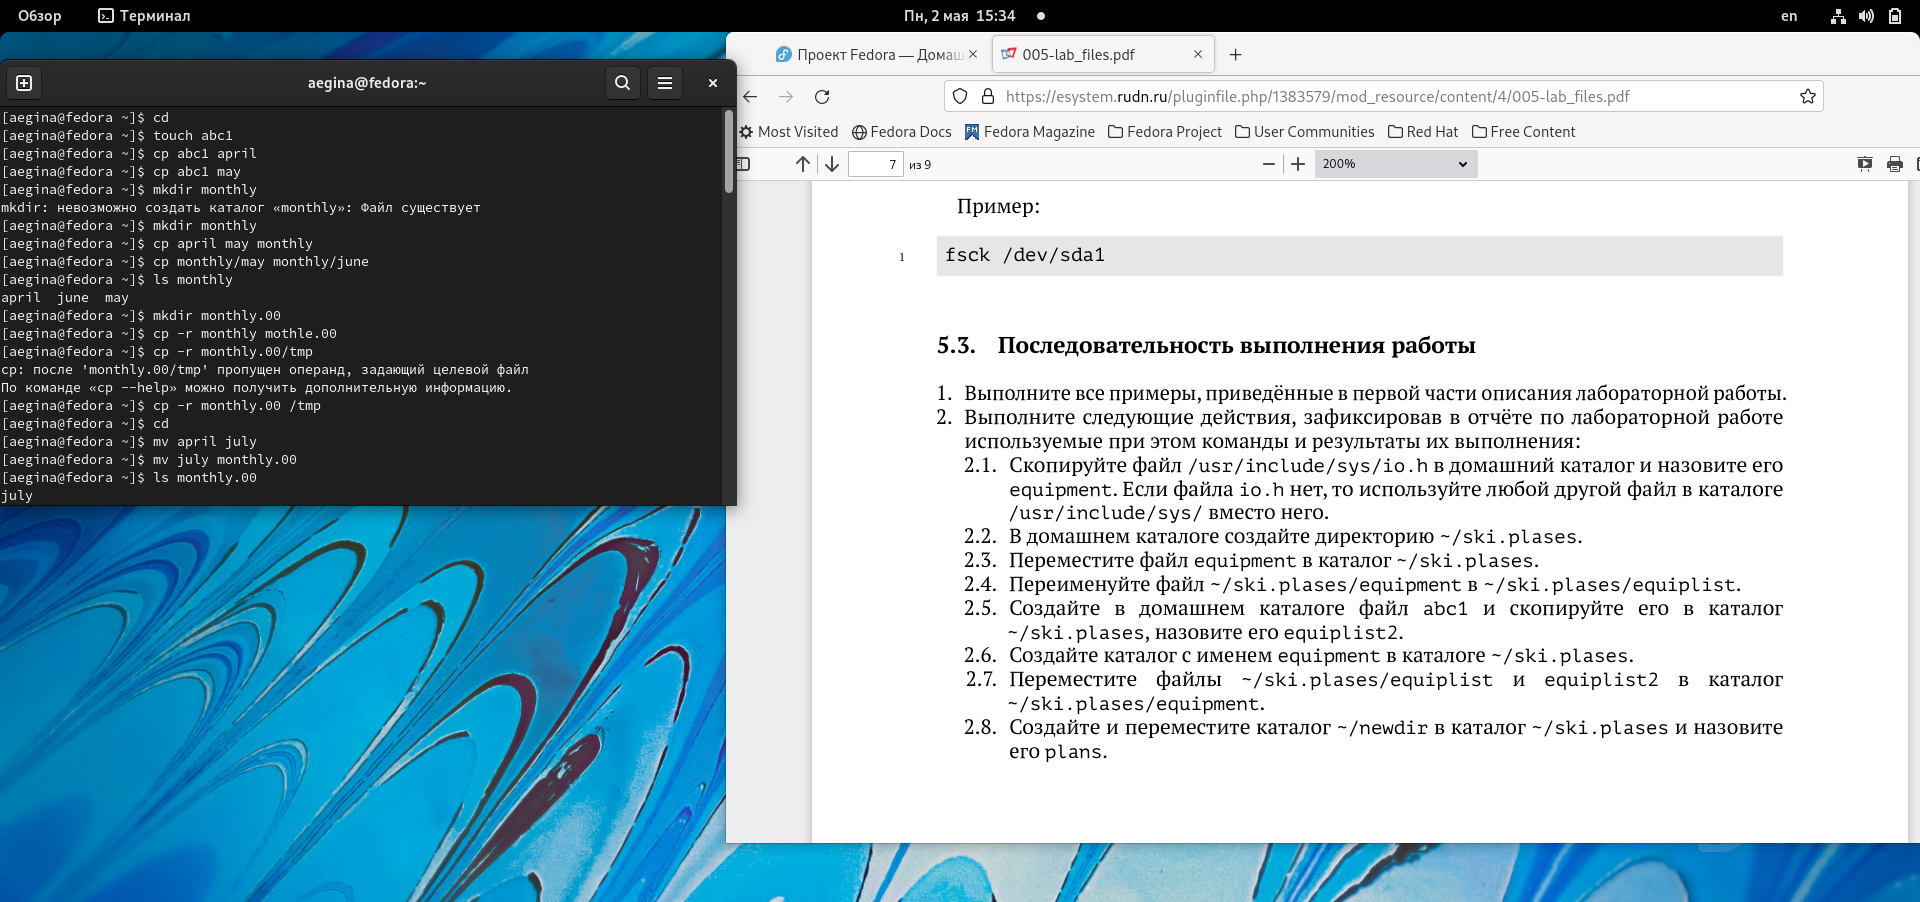 Обзор
Терминал
Пн, 2 мая 15:34
en
aegina@fedora:~
[aegina@fedora ~]$ cd
[aegina@fedora ~]$ touch abc1
[aegina@fedora ~]$ cp abc1 april
[aegina@fedora ~]$ cp abc1 may
[aegina@fedora ~]$ mkdir monthly
mkdir: невозможно создать каталог «monthly»: Файл существует
[aegina@fedora ~]$ mkdir monthly
[aegina@fedora ~]$ cp april may monthly
[aegina@fedora ~]$ cp monthly/may monthly/june
[aegina@fedora ~]$ ls monthly
april  june  may
[aegina@fedora ~]$ mkdir monthly.00
[aegina@fedora ~]$ cp -r monthly mothle.00
[aegina@fedora ~]$ cp -r monthly.00/tmp
cp: после 'monthly.00/tmp' пропущен операнд, задающий целевой файл
По команде «cp --help» можно получить дополнительную информацию.
[aegina@fedora ~]$ cp -r monthly.00 /tmp
[aegina@fedora ~]$ cd
[aegina@fedora ~]$ mv april july
[aegina@fedora ~]$ mv july monthly.00
[aegina@fedora ~]$ ls monthly.00
july
Проект Fedora — Домаш
005-lab_files.pdf
https://esystem.rudn.ru/pluginfile.php/1383579/mod_resource/content/4/005-lab_files.pdf
Most Visited
Fedora Docs
Fedora Magazine
Fedora Project
User Communities
Red Hat
Free Content
7 из 9
200%
Пример:
1 fsck /dev/sda1
5.3. Последовательность выполнения работы
1. Выполните все примеры, приведённые в первой части описания лабораторной работы.
2. Выполните следующие действия, зафиксировав в отчёте по лабораторной работе
используемые при этом команды и результаты их выполнения:
2.1. Скопируйте файл /usr/include/sys/io.h в домашний каталог и назовите его
equipment. Если файла io.h нет, то используйте любой другой файл в каталоге
/usr/include/sys/ вместо него.
2.2. В домашнем каталоге создайте директорию ~/ski.plases.
2.3. Переместите файл equipment в каталог ~/ski.plases.
2.4. Переименуйте файл ~/ski.plases/equipment в ~/ski.plases/equiplist.
2.5. Создайте в домашнем каталоге файл abc1 и скопируйте его в каталог
~/ski.plases, назовите его equiplist2.
2.6. Создайте каталог с именем equipment в каталоге ~/ski.plases.
2.7. Переместите файлы ~/ski.plases/equiplist и equiplist2 в каталог
~/ski.plases/equipment.
2.8. Создайте и переместите каталог ~/newdir в каталог ~/ski.plases и назовите
его plans.